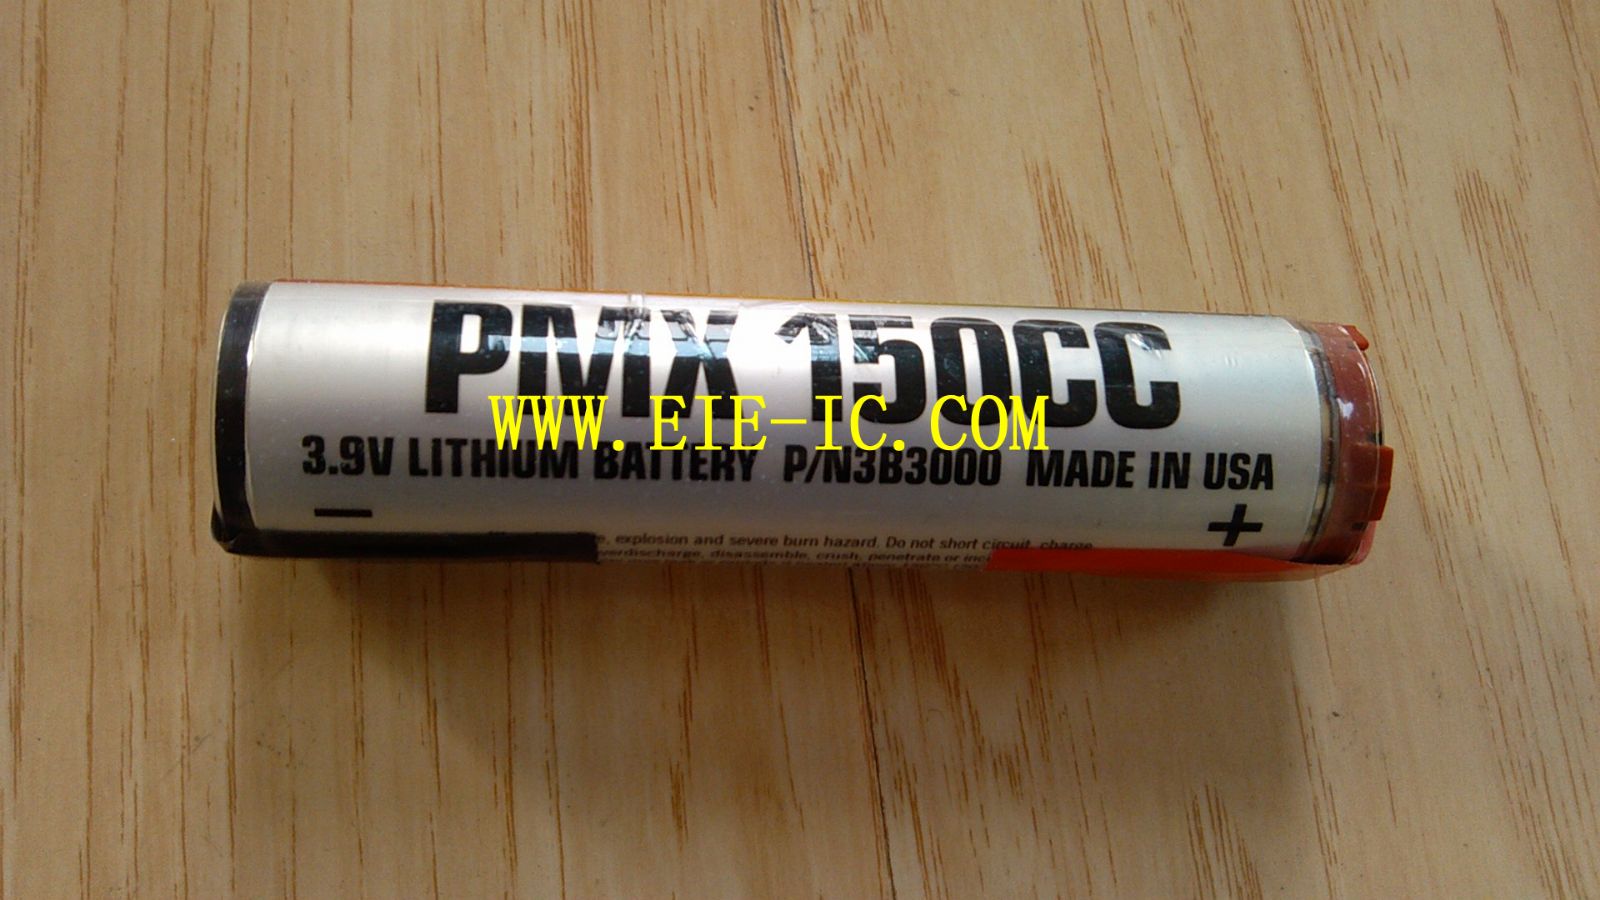 PMX 150CC
WWW.EIE-IC.COM
3.9V LITHIUM BATTERY P/N3B3000 MADE IN USA
- +
explosion and severe burn hazard. Do not short circuit, charge
overdischarge, disassemble, crush, penetrate or